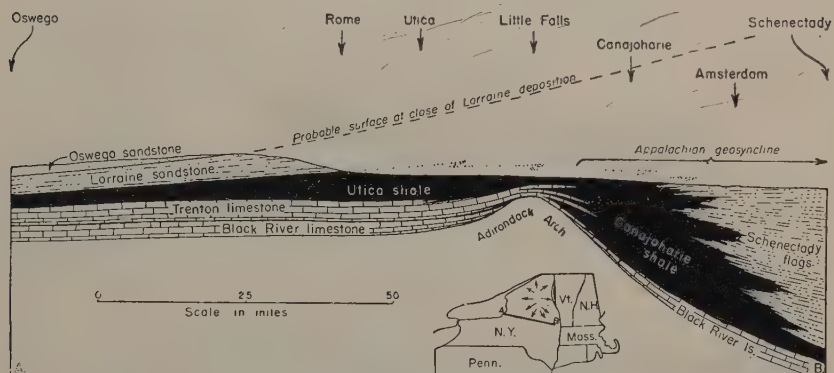 Oswego
Rome
Utica
Little Falls
Canajoharie
Schenectady
Amsterdam
Probable surface at close of Lorraine deposition
Appalachian geosyncline
Oswego sandstone
Lorraine sandstone
Utica shale
Trenton limestone
Black River limestone
Adirondack Arch
Canajoharie
shale
Schenectady
flags
Black River ls.
0 25 50
Scale in miles
A
B
Vt.
N.H.
N.Y.
Mass.
Penn.
A.
B.